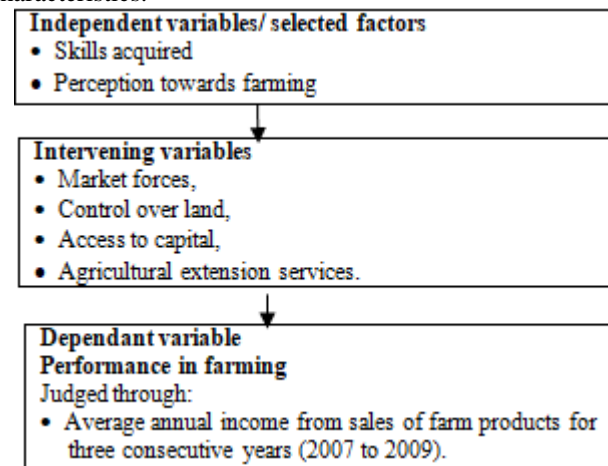 Independent variables/ selected factors
• Skills acquired
• Perception towards farming
Intervening variables
• Market forces,
• Control over land,
• Access to capital,
• Agricultural extension services.
Dependant variable
Performance in farming
Judged through:
• Average annual income from sales of farm products for
three consecutive years (2007 to 2009).